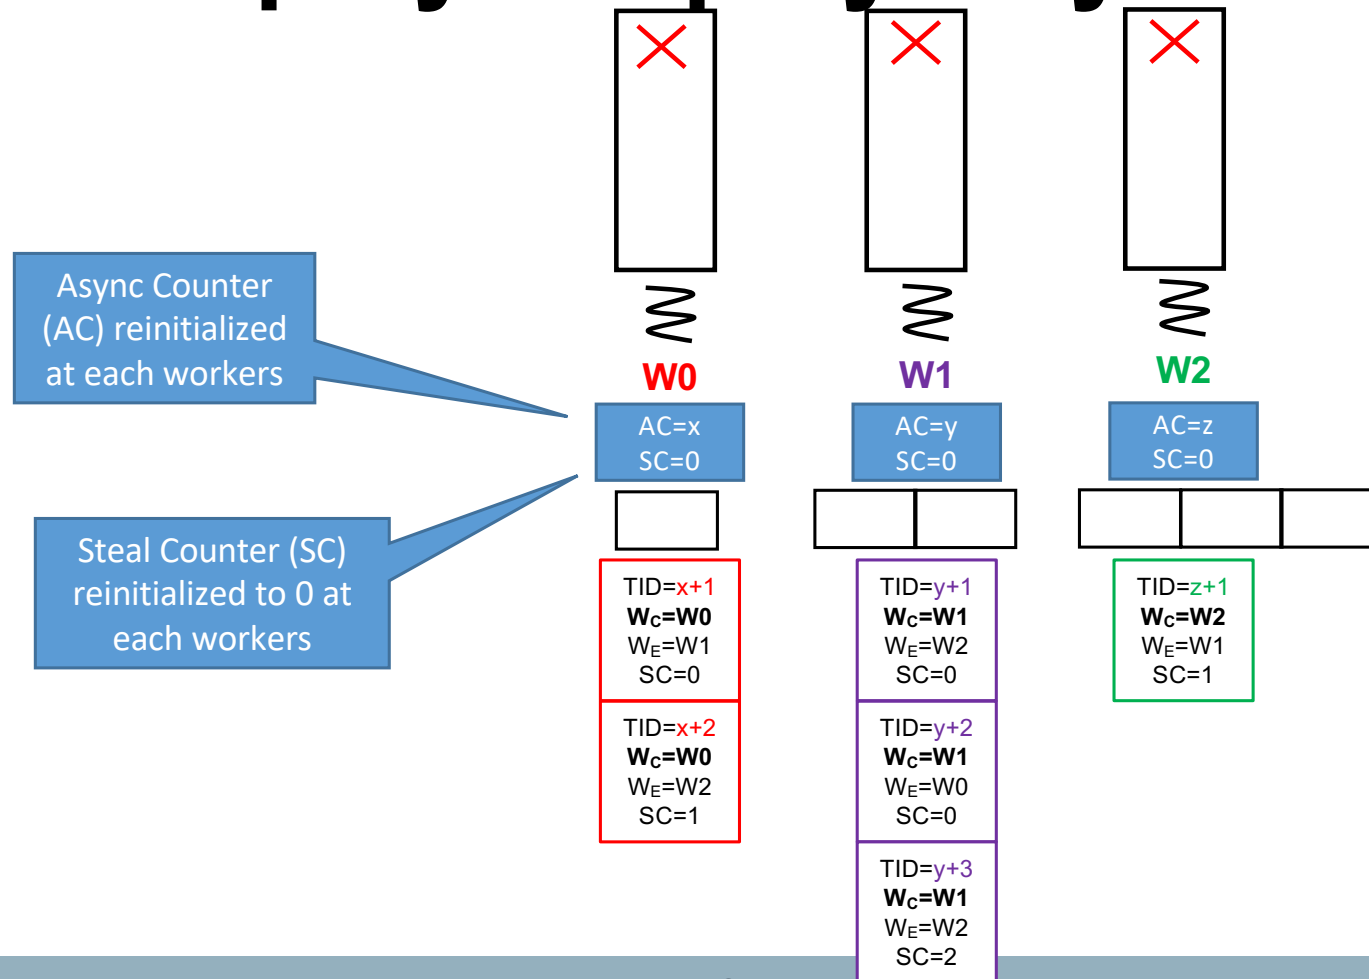 Async Counter
(AC) reinitialized
at each workers
Steal Counter (SC)
reinitialized to 0 at
each workers
W0
AC=x
SC=0
TID=x+1
WC=W0
WE=W1
SC=0
TID=x+2
WC=W0
WE=W2
SC=1
W1
AC=y
SC=0
TID=y+1
WC=W1
WE=W2
SC=0
TID=y+2
WC=W1
WE=W0
SC=0
TID=y+3
WC=W1
WE=W2
SC=2
W2
AC=z
SC=0
TID=z+1
WC=W2
WE=W1
SC=1